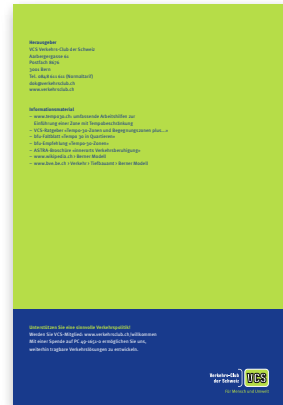 Herausgeber
VCS Verkehrs-Club der Schweiz
Aarbergergasse 61
Postfach 8676
3001 Bern
Tel. 0848 611 611 (Normaltarif)
dok@verkehrsclub.ch
www.verkehrsclub.ch
Informationsmaterial
– www.tempo30.ch: umfassende Arbeitshilfen zur
Einführung einer Zone mit Tempobeschränkung
– VCS-Ratgeber «Tempo-30-Zonen und Begegnungszonen plus...»
– bfu-Faltblatt «Tempo 30 in Quartieren»
– bfu-Empfehlung «Tempo-30-Zonen»
– ASTRA-Broschüre «Innerorts Verkehrsberuhigung»
– www.wikipedia.ch > Berner Modell
– www.bve.be.ch > Verkehr > Tiefbauamt > Berner Modell
Unterstützen Sie eine sinnvolle Verkehrspolitik!
Werden Sie VCS-Mitglied: www.verkehrsclub.ch/willkommen
Mit einer Spende auf PC 49-1651-0 ermöglichen Sie uns,
weiterhin tragbare Verkehrslösungen zu entwickeln.
Verkehrs-Club
der Schweiz
VCS
Für Mensch und Umwelt